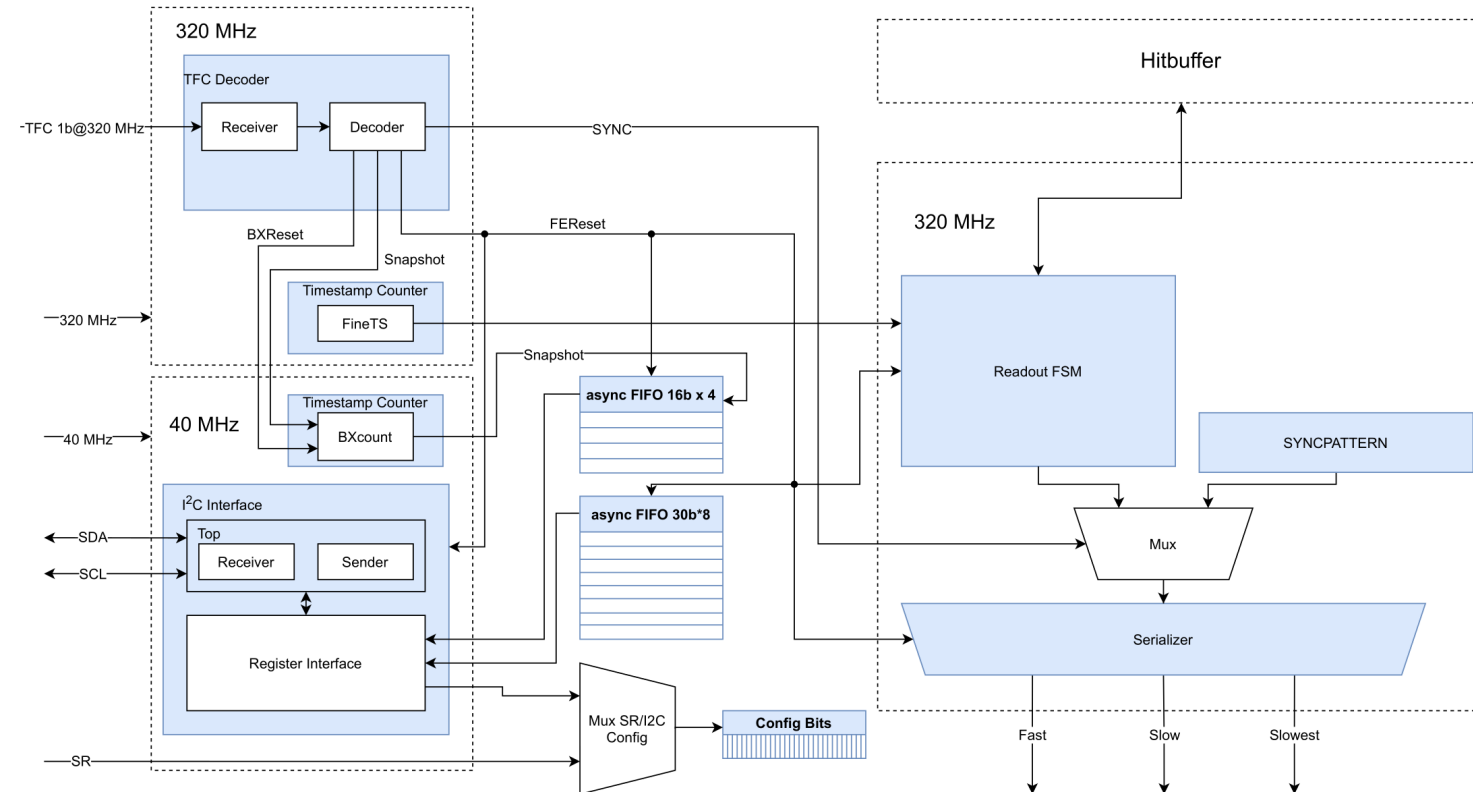 320 MHz
TFC Decoder
Receiver
Decoder
TFC 1b@320 MHz
SYNC
Hitbuffer
BXReset
FEReset
Snapshot
Timestamp Counter
FineTS
320 MHz
320 MHz
Readout FSM
Snapshot
async FIFO 16b x 4
40 MHz
Timestamp Counter
BXcount
40 MHz
SYNCPATTERN
I²C Interface
Top
Receiver
Sender
SDA
SCL
async FIFO 30b*8
Mux
Register Interface
Serializer
Mux SR/I2C
Config
Config Bits
SR
Fast
Slow
Slowest